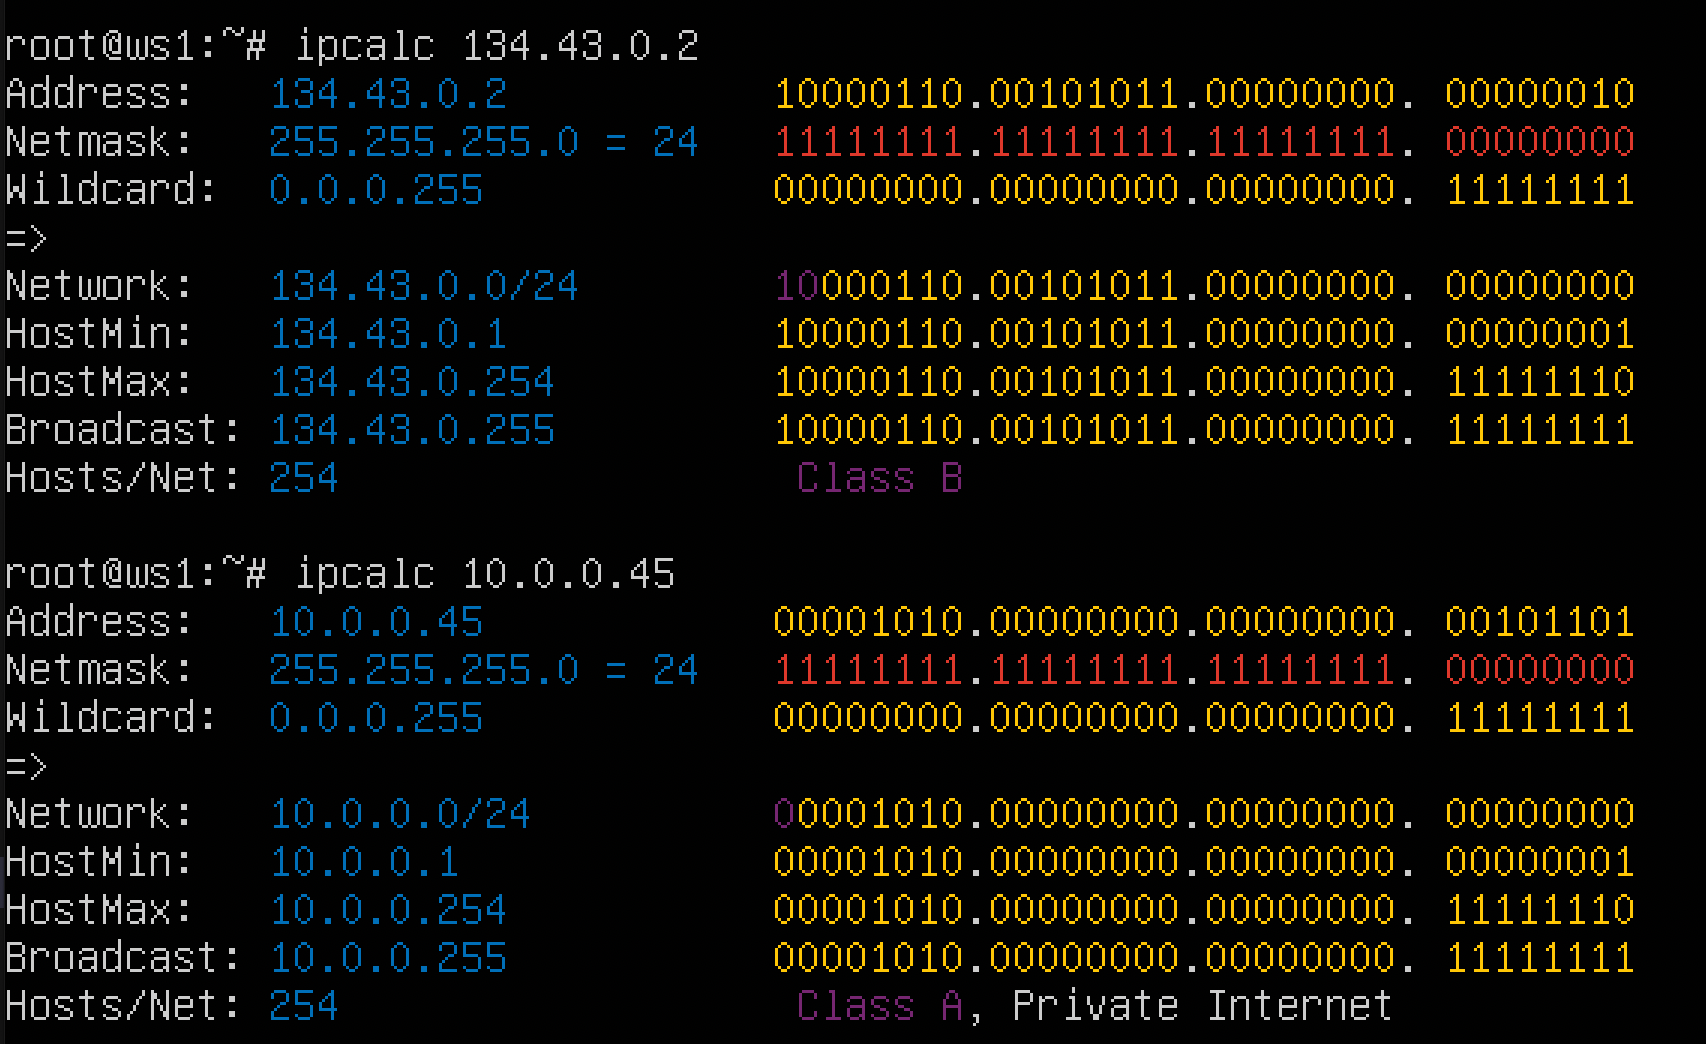 root@ws1:~# ipcalc 134.43.0.2
Address:   134.43.0.2           10000110.00101011.00000000. 00000010
Netmask:   255.255.255.0 = 24   11111111.11111111.11111111. 00000000
Wildcard:  0.0.0.255            00000000.00000000.00000000. 11111111
=>
Network:   134.43.0.0/24        10000110.00101011.00000000. 00000000
HostMin:   134.43.0.1           10000110.00101011.00000000. 00000001
HostMax:   134.43.0.254         10000110.00101011.00000000. 11111110
Broadcast: 134.43.0.255         10000110.00101011.00000000. 11111111
Hosts/Net: 254                   Class B
root@ws1:~# ipcalc 10.0.0.45
Address:   10.0.0.45            00001010.00000000.00000000. 00101101
Netmask:   255.255.255.0 = 24   11111111.11111111.11111111. 00000000
Wildcard:  0.0.0.255            00000000.00000000.00000000. 11111111
=>
Network:   10.0.0.0/24          00001010.00000000.00000000. 00000000
HostMin:   10.0.0.1             00001010.00000000.00000000. 00000001
HostMax:   10.0.0.254           00001010.00000000.00000000. 11111110
Broadcast: 10.0.0.255           00001010.00000000.00000000. 11111111
Hosts/Net: 254                   Class A, Private Internet